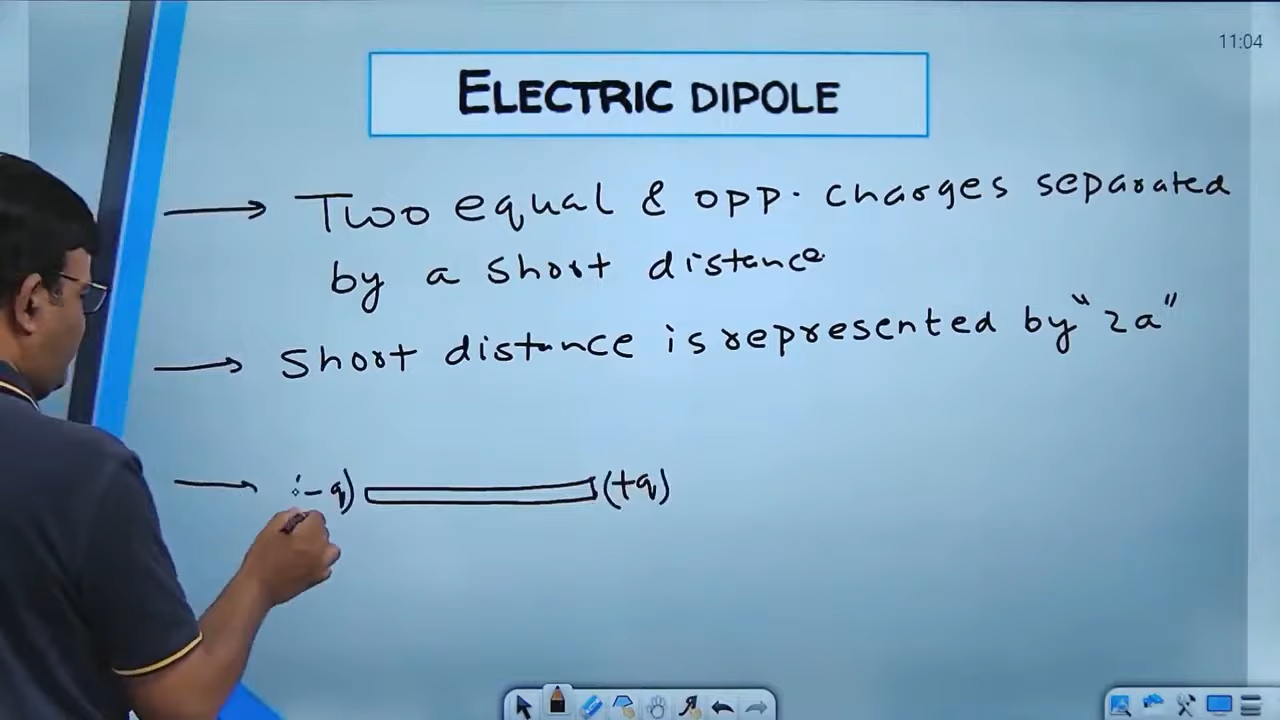 11:04
ELECTRIC DIPOLE
→ Two equal & opp. charges separated
by a short distance
→ Short distance is represented by "2a"
→ -q) (+q)